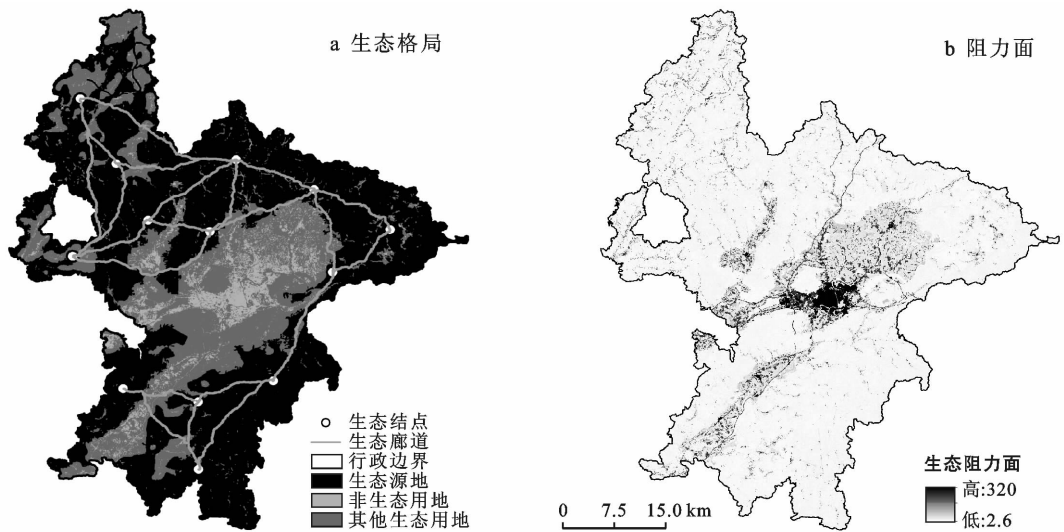 a 生态格局
b 阻力面
生态结点
生态廊道
行政边界
生态源地
非生态用地
其他生态用地
0 7.5 15.0 km
生态阻力面
高:320
低:2.6